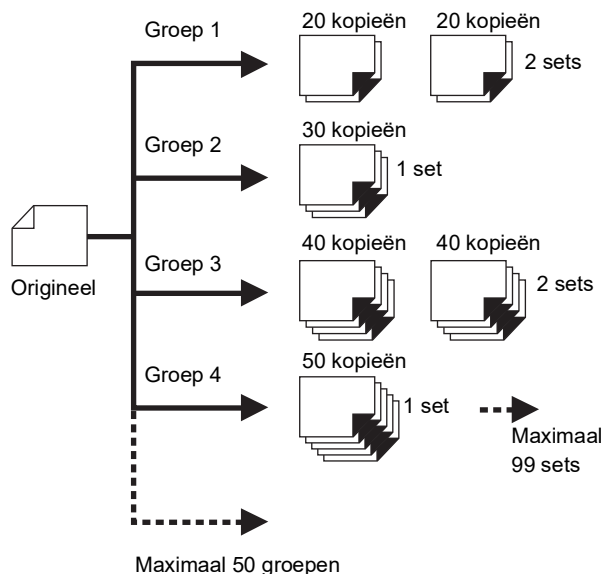 Groep 1
20 kopieën
20 kopieën
2 sets
Groep 2
30 kopieën
1 set
Origineel
Groep 3
40 kopieën
40 kopieën
2 sets
Groep 4
50 kopieën
1 set
Maximaal
99 sets
Maximaal 50 groepen